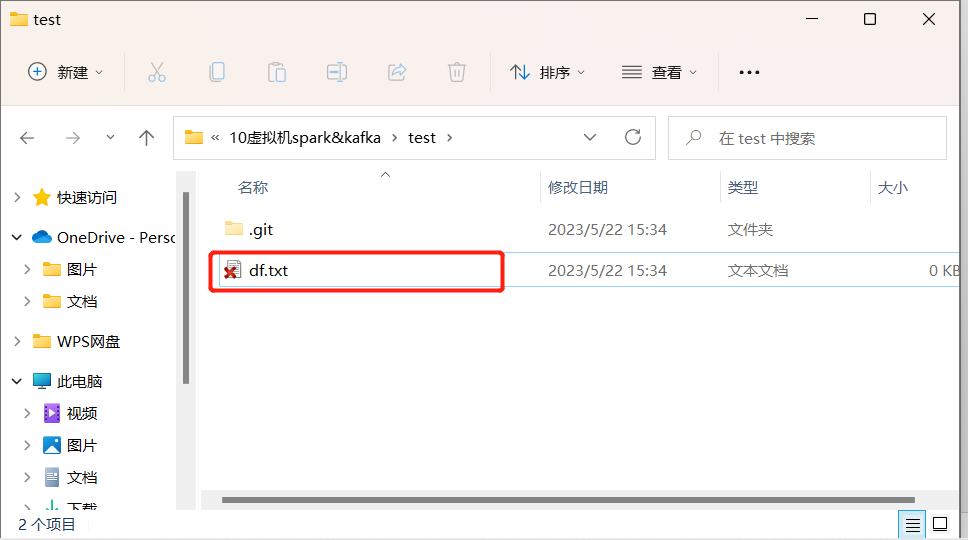 test
新建
排序
查看
10虚拟机spark&kafka
test
在 test 中搜索
快速访问
OneDrive - Persc
图片
文档
WPS网盘
此电脑
视频
图片
文档
下载
名称
修改日期
类型
大小
.git
2023/5/22 15:34
文件夹
df.txt
2023/5/22 15:34
文本文档
0 KB
2 个项目